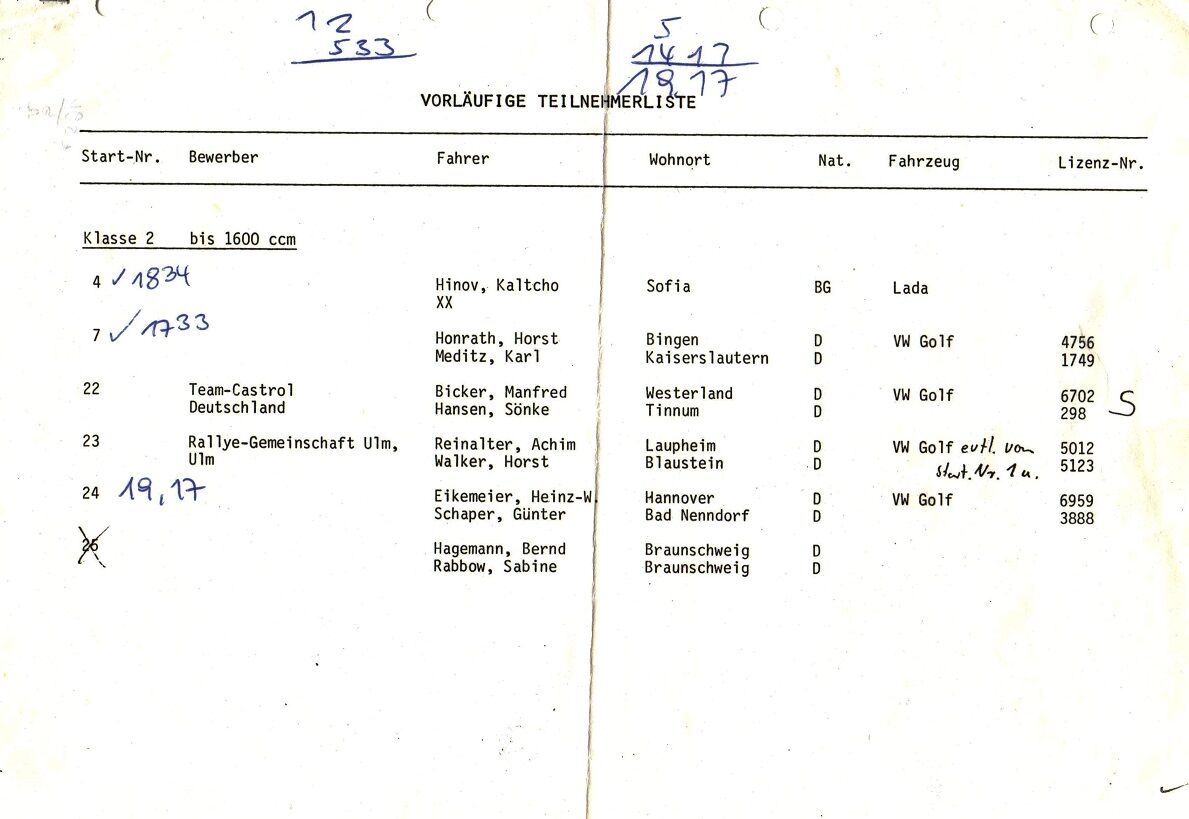 12
533
5
14 17
19,17
VORLÄUFIGE TEILNEHMERLISTE
Start-Nr. Bewerber Fahrer Wohnort Nat. Fahrzeug Lizenz-Nr.
Klasse 2 bis 1600 ccm
4 ✓ 1834 Hinov, Kaltcho Sofia BG Lada
XX
7 ✓ 1733 Honrath, Horst Bingen D VW Golf 4756
Meditz, Karl Kaiserslautern D 1749
22 Team-Castrol Bicker, Manfred Westerland D VW Golf 6702
Deutschland Hansen, Sönke Tinnum D 298 S
23 Rallye-Gemeinschaft Ulm, Reinalter, Achim Laupheim D VW Golf evtl. von 5012
Ulm Walker, Horst Blaustein D Start.Nr. 1 u. 5123
24 19,17 Eikemeier, Heinz-W. Hannover D VW Golf 6959
Schaper, Günter Bad Nenndorf D 3888
25 Hagemann, Bernd Braunschweig D
Rabbow, Sabine Braunschweig D